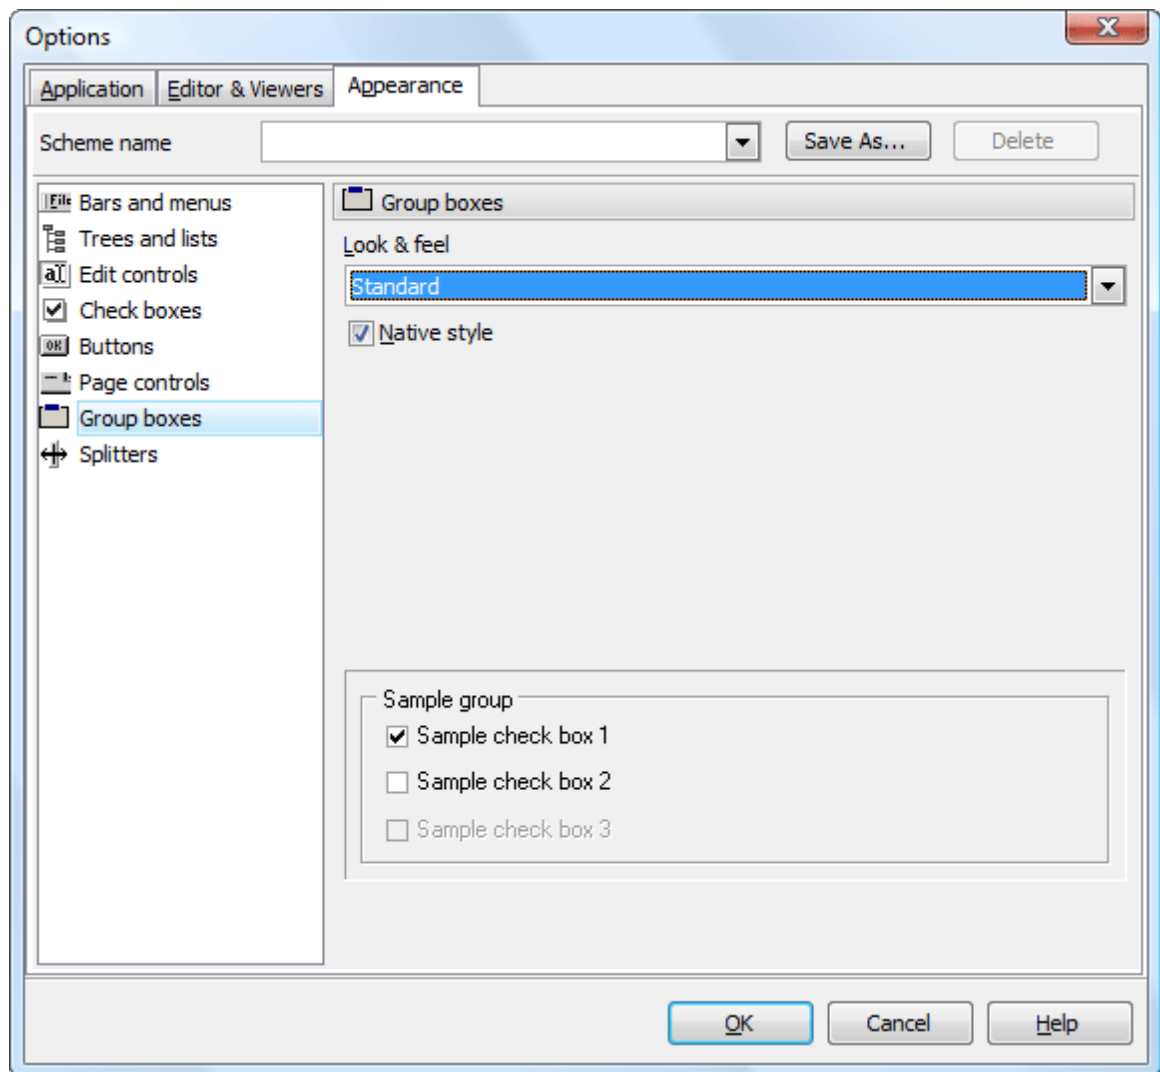 Options
Application Editor & Viewers Appearance
Scheme name Save As... Delete
File Bars and menus
Trees and lists
aI Edit controls
Check boxes
OK Buttons
Page controls
Group boxes
Splitters
Group boxes
Look & feel
Standard
Native style
Sample group
Sample check box 1
Sample check box 2
Sample check box 3
OK Cancel Help